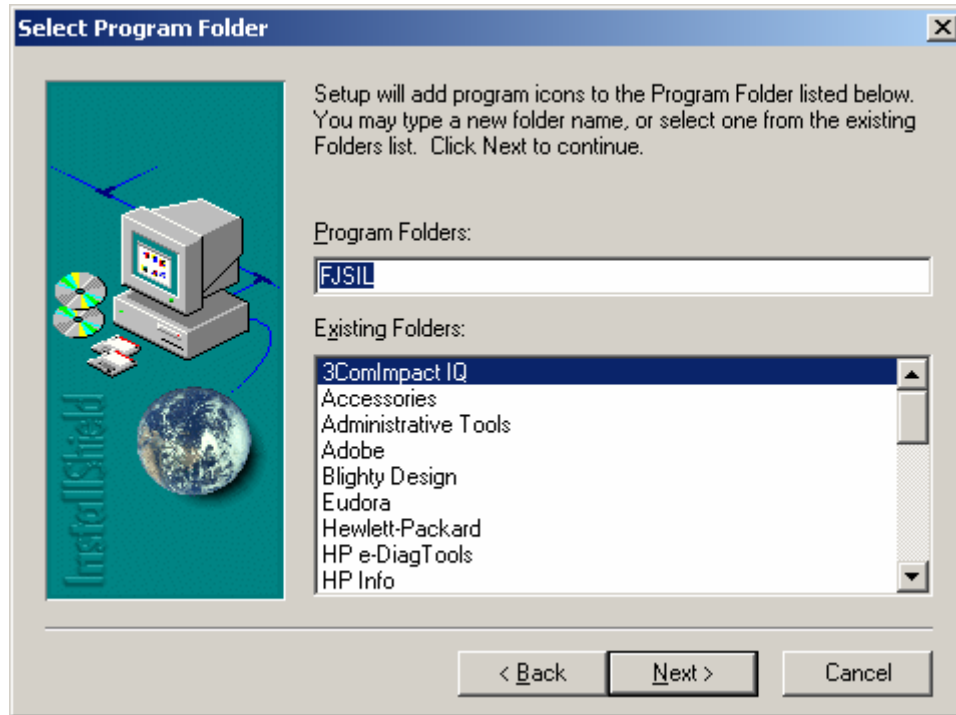 Select Program Folder
Setup will add program icons to the Program Folder listed below.
You may type a new folder name, or select one from the existing
Folders list.  Click Next to continue.
Program Folders:
FJSIL
Existing Folders:
3ComImpact IQ
Accessories
Administrative Tools
Adobe
Blighty Design
Eudora
Hewlett-Packard
HP e-DiagTools
HP Info
InstallShield
< Back
Next >
Cancel